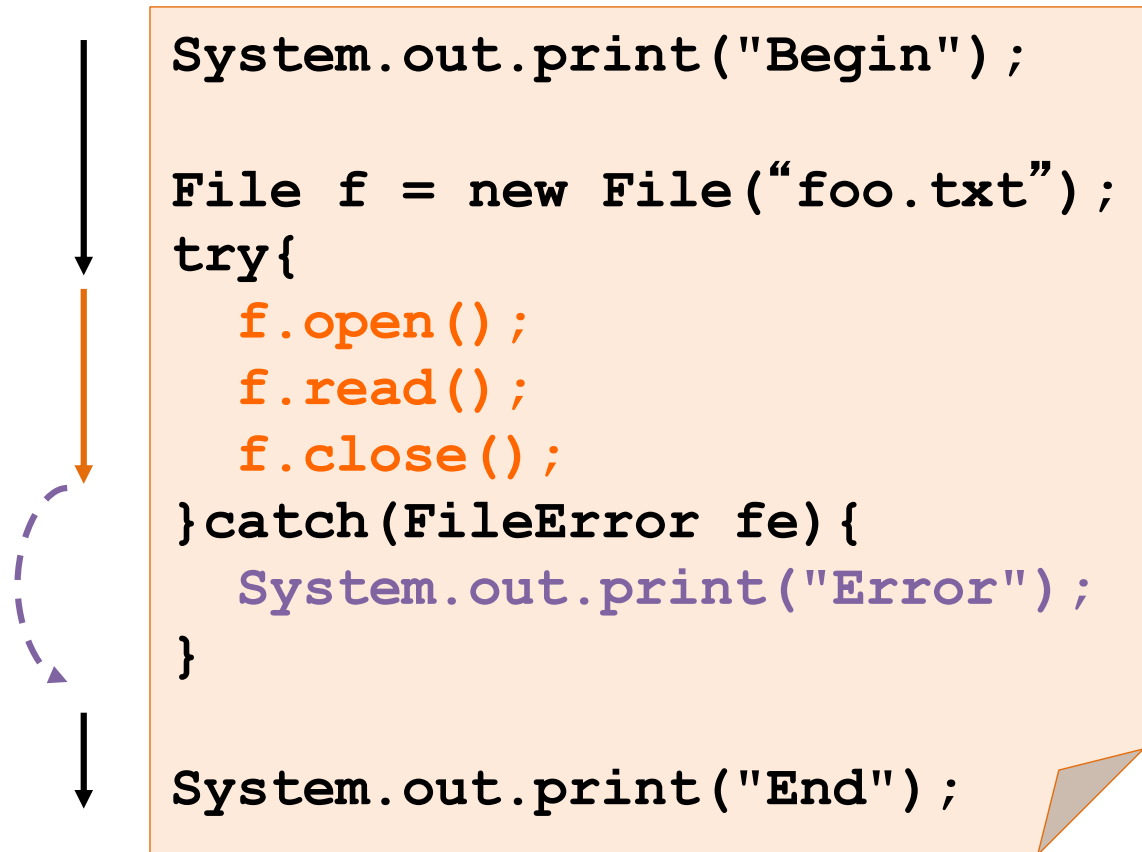 System.out.print("Begin");
File f = new File(“foo.txt”);
try{
f.open();
f.read();
f.close();
}catch(FileError fe){
System.out.print("Error");
}
System.out.print("End");